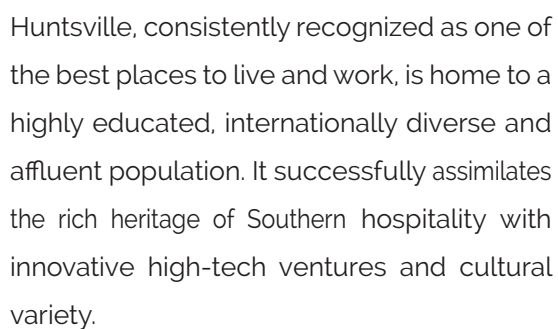 Huntsville, consistently recognized as one of
the best places to live and work, is home to a
highly educated, internationally diverse and
affluent population. It successfully assimilates
the rich heritage of Southern hospitality with
innovative high-tech ventures and cultural
variety.